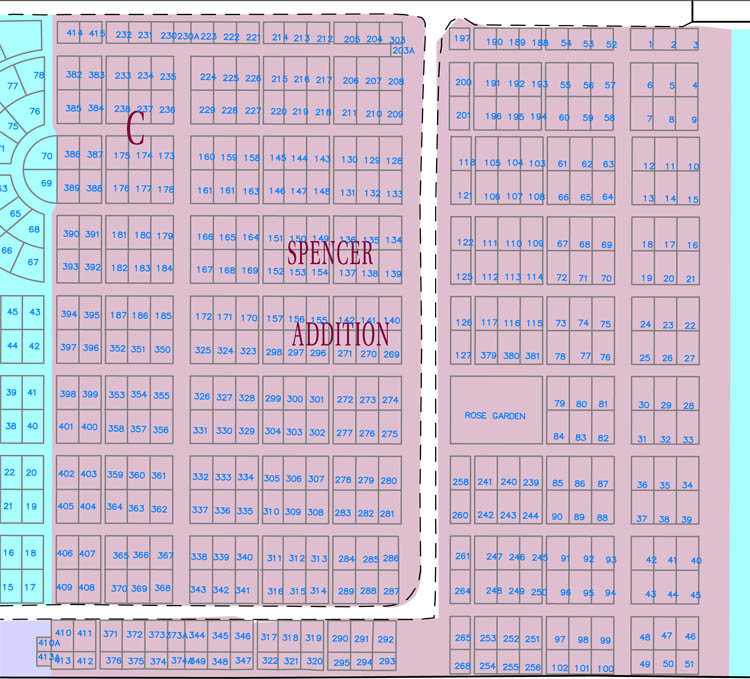 414 415 232 231 230 230A 223 222 221 214 213 212 205 204 303 197 190 189 188 54 53 52 1 2 3
203A
78 382 383 233 234 235 224 225 226 215 216 217 206 207 208 200 191 192 193 55 56 57 6 5 4
77
76 385 384 238 237 236 229 228 227 220 219 218 211 210 209 201 196 195 194 60 59 58 7 8 9
75
C
70 386 387 175 174 173 160 159 158 145 144 143 130 129 128 118 105 104 103 61 62 63 12 11 10
69 389 388 176 177 178 161 161 163 146 147 148 131 132 133 121 106 107 108 66 65 64 13 14 15
65
68 390 391 181 180 179 166 165 164 151 150 149 136 135 134 122 111 110 109 67 68 69 18 17 16
SPENCER
66
67 393 392 182 183 184 167 168 169 152 153 154 137 138 139 125 112 113 114 72 71 70 19 20 21
45 43 394 395 187 186 185 172 171 170 157 156 155 142 141 140 126 117 116 115 73 74 75 24 23 22
ADDITION
44 42 397 396 352 351 350 325 324 323 298 297 296 271 270 269 127 379 380 381 78 77 76 25 26 27
39 41 398 399 353 354 355 326 327 328 299 300 301 272 273 274 79 80 81 30 29 28
ROSE GARDEN
38 40 401 400 358 357 356 331 330 329 304 303 302 277 276 275 84 83 82 31 32 33
22 20 402 403 359 360 361 332 333 334 305 306 307 278 279 280 258 241 240 239 85 86 87 36 35 34
21 19 405 404 364 363 362 337 336 335 310 309 308 283 282 281 260 242 243 244 90 89 88 37 38 39
16 18 406 407 365 366 367 338 339 340 311 312 313 284 285 286 261 247 246 245 91 92 93 42 41 40
15 17 409 408 370 369 368 343 342 341 316 315 314 289 288 287 264 248 249 250 96 95 94 43 44 45
410 411 371 372 373 373A 344 345 346 317 318 319 290 291 292 265 253 252 251 97 98 99 48 47 46
410A
413A 413 412 376 375 374 374A 349 348 347 322 321 320 295 294 293 268 254 255 256 102 101 100 49 50 51